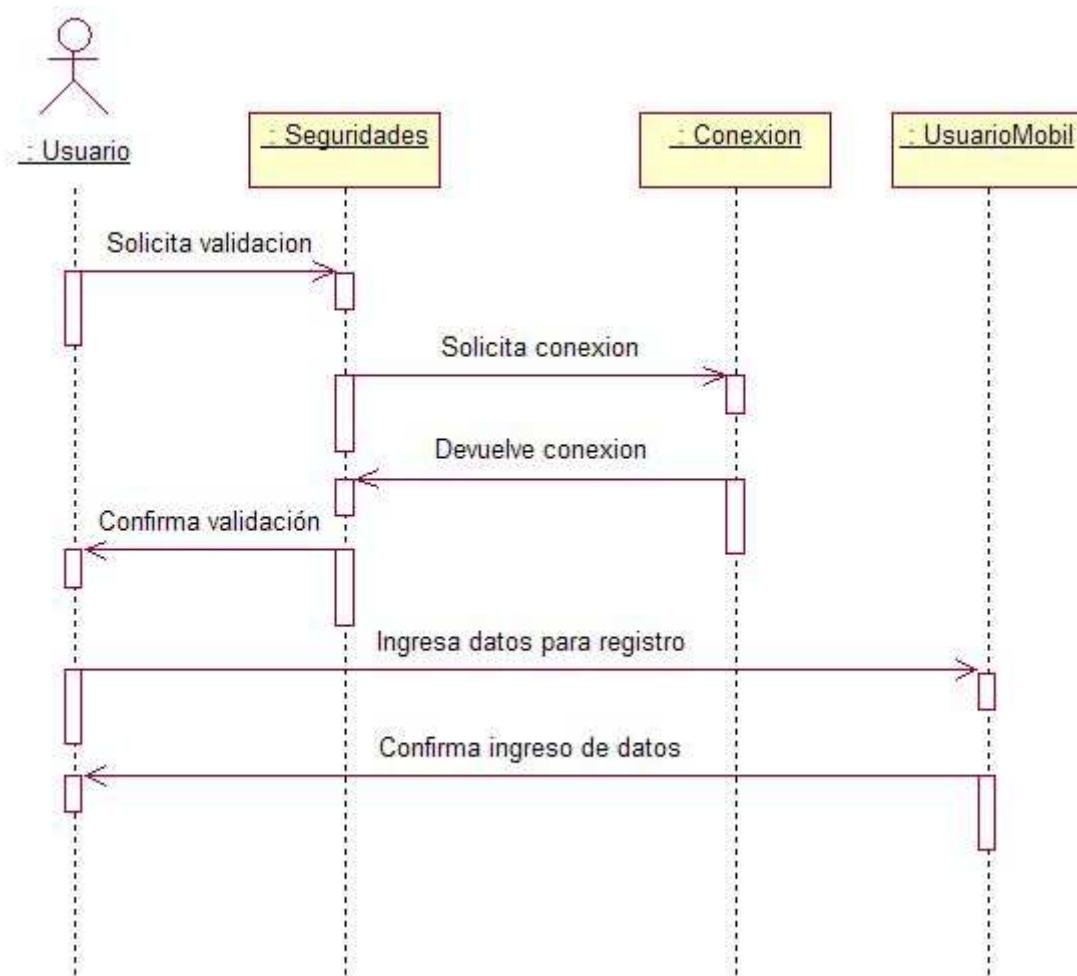 : Usuario
: Seguridades
: Conexion
: UsuarioMobil
Solicita validacion
Solicita conexion
Devuelve conexion
Confirma validación
Ingresa datos para registro
Confirma ingreso de datos